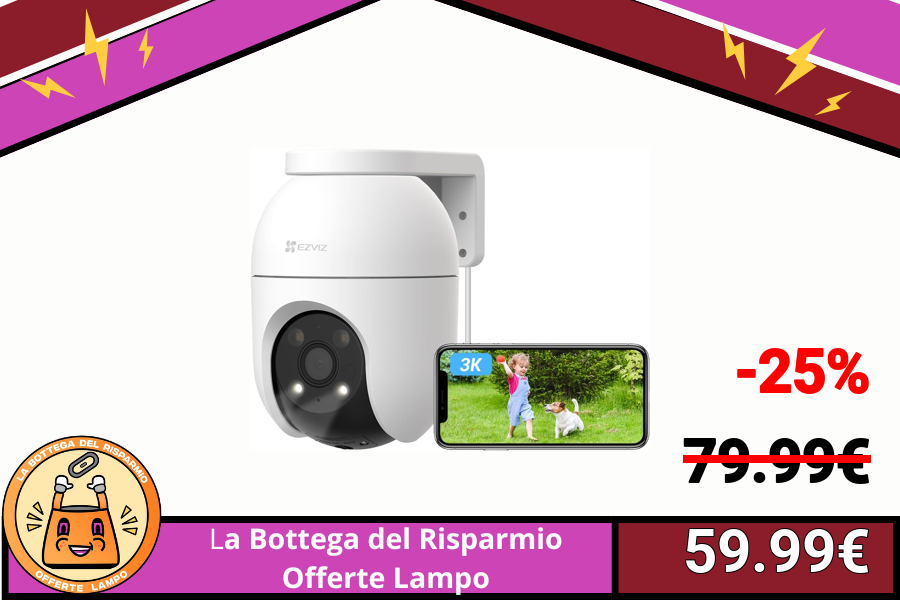 EZVIZ
3K
-25%
79.99€
LA BOTTEGA DEL RISPARMIO
OFFERTE LAMPO
La Bottega del Risparmio
Offerte Lampo
59.99€